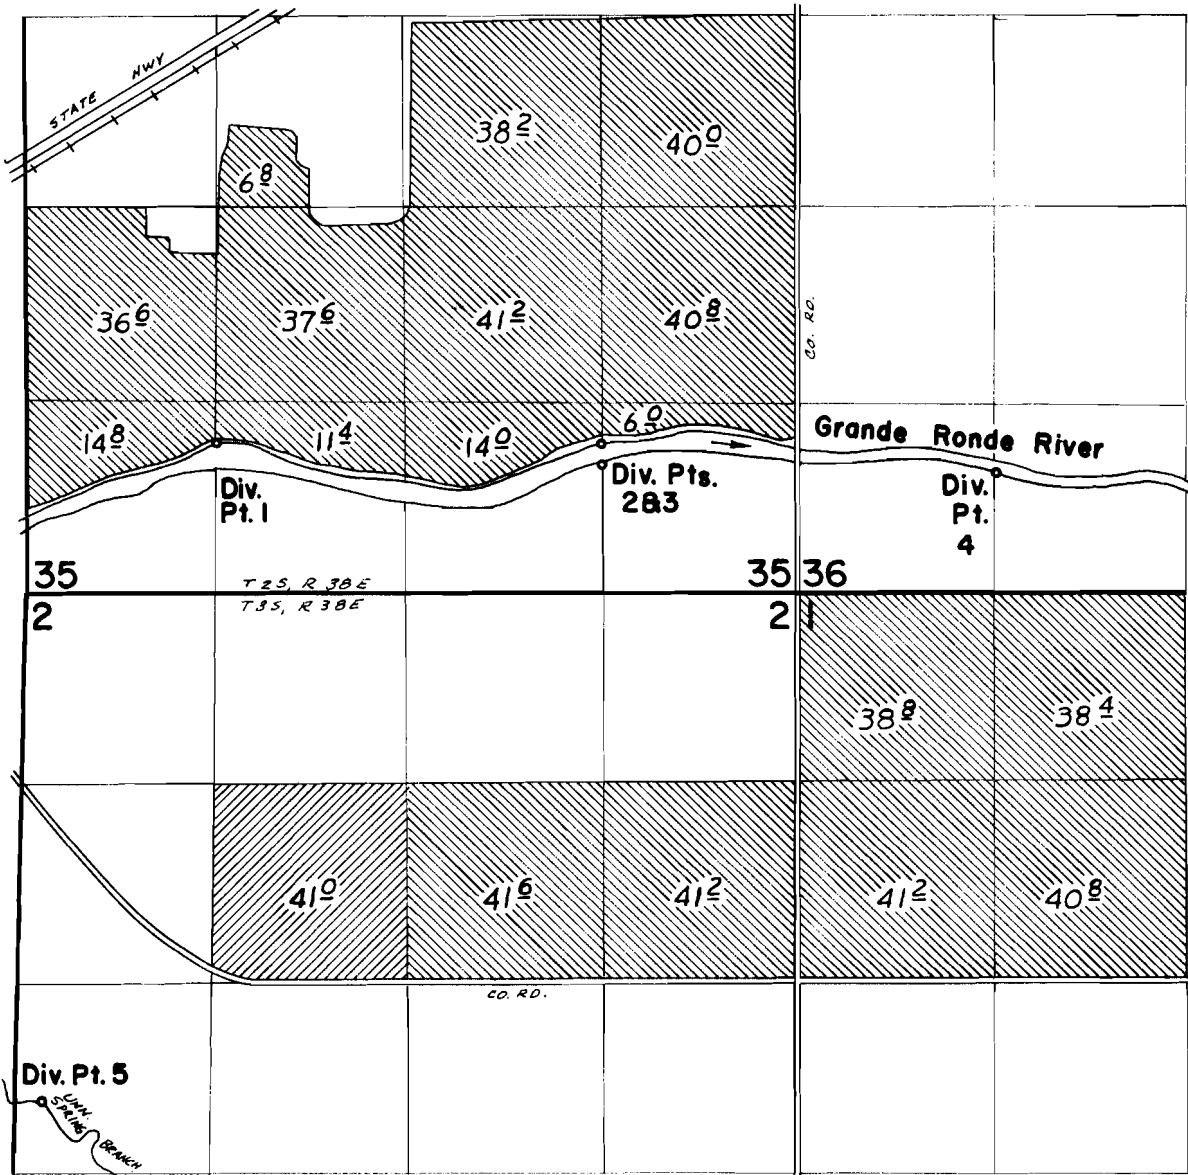 STATE HWY
38 2
40 0
6 8
36 6
37 6
41 2
40 8
CO. RD.
14 8
11 4
14 0
6 0
Grande Ronde River
Div.
Pt. 1
Div. Pts.
2&3
Div.
Pt.
4
35
35
36
T 2 S, R 38 E
T 3 S, R 38 E
2
2
1
38 8
38 4
41 0
41 6
41 2
41 2
40 8
CO. RD.
Div. Pt. 5
UNN.
SPRING BRANCH